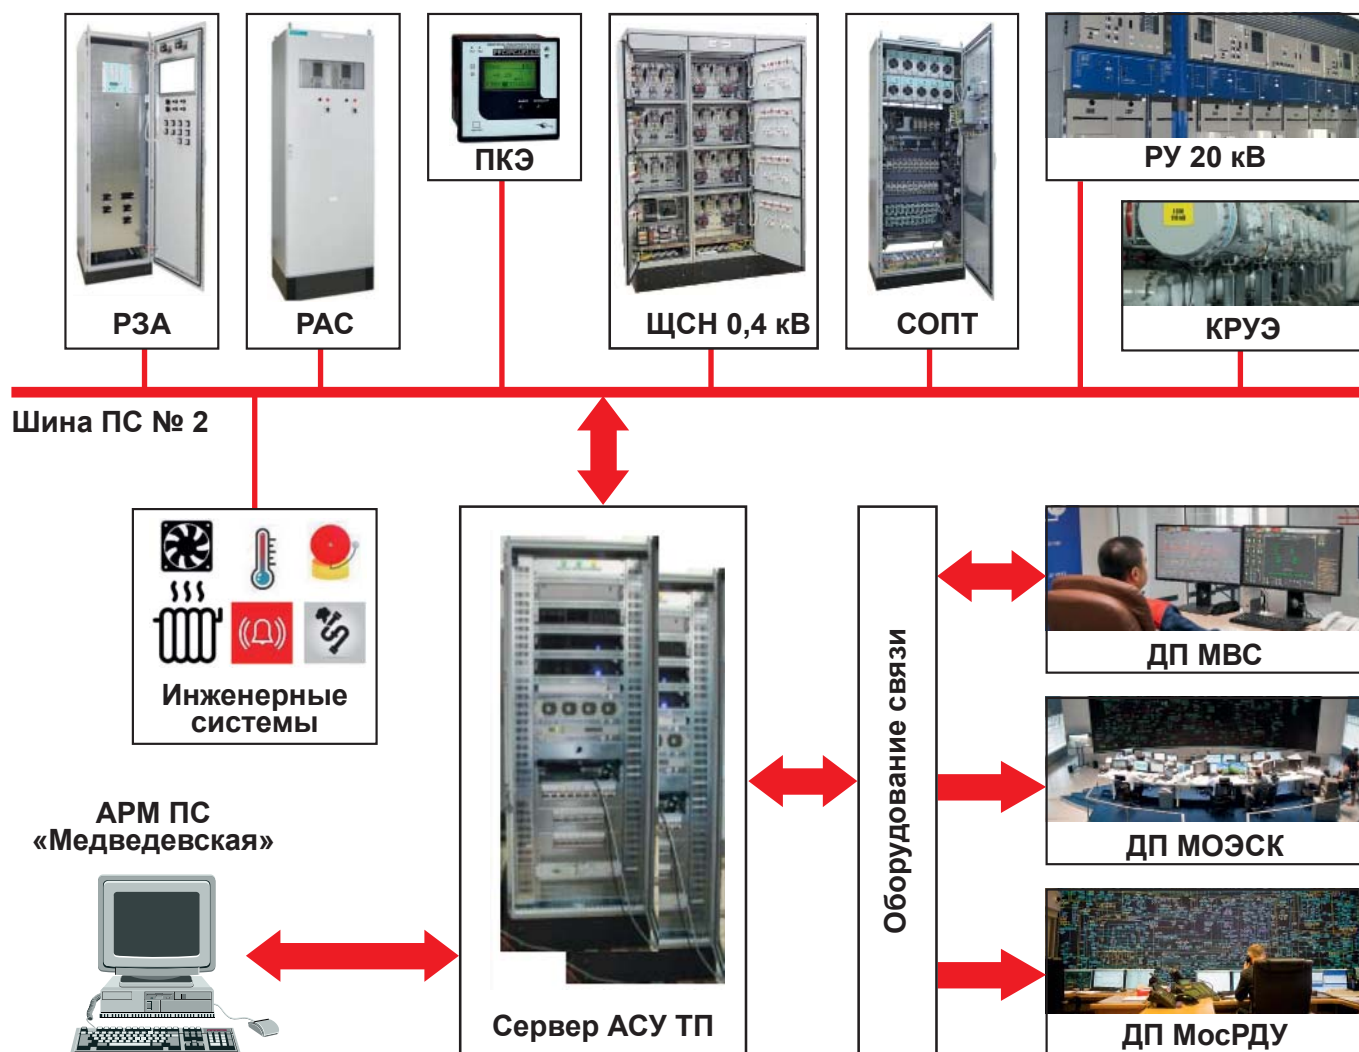 ПКЭ
РУ 20 кВ
РЗА
РАС
ЩСН 0,4 кВ
СОПТ
КРУЭ
Шина ПС № 2
Инженерные
системы
АРМ ПС
«Медведевская»
Сервер АСУ ТП
Оборудование связи
ДП МВС
ДП МОЭСК
ДП МосРДУ